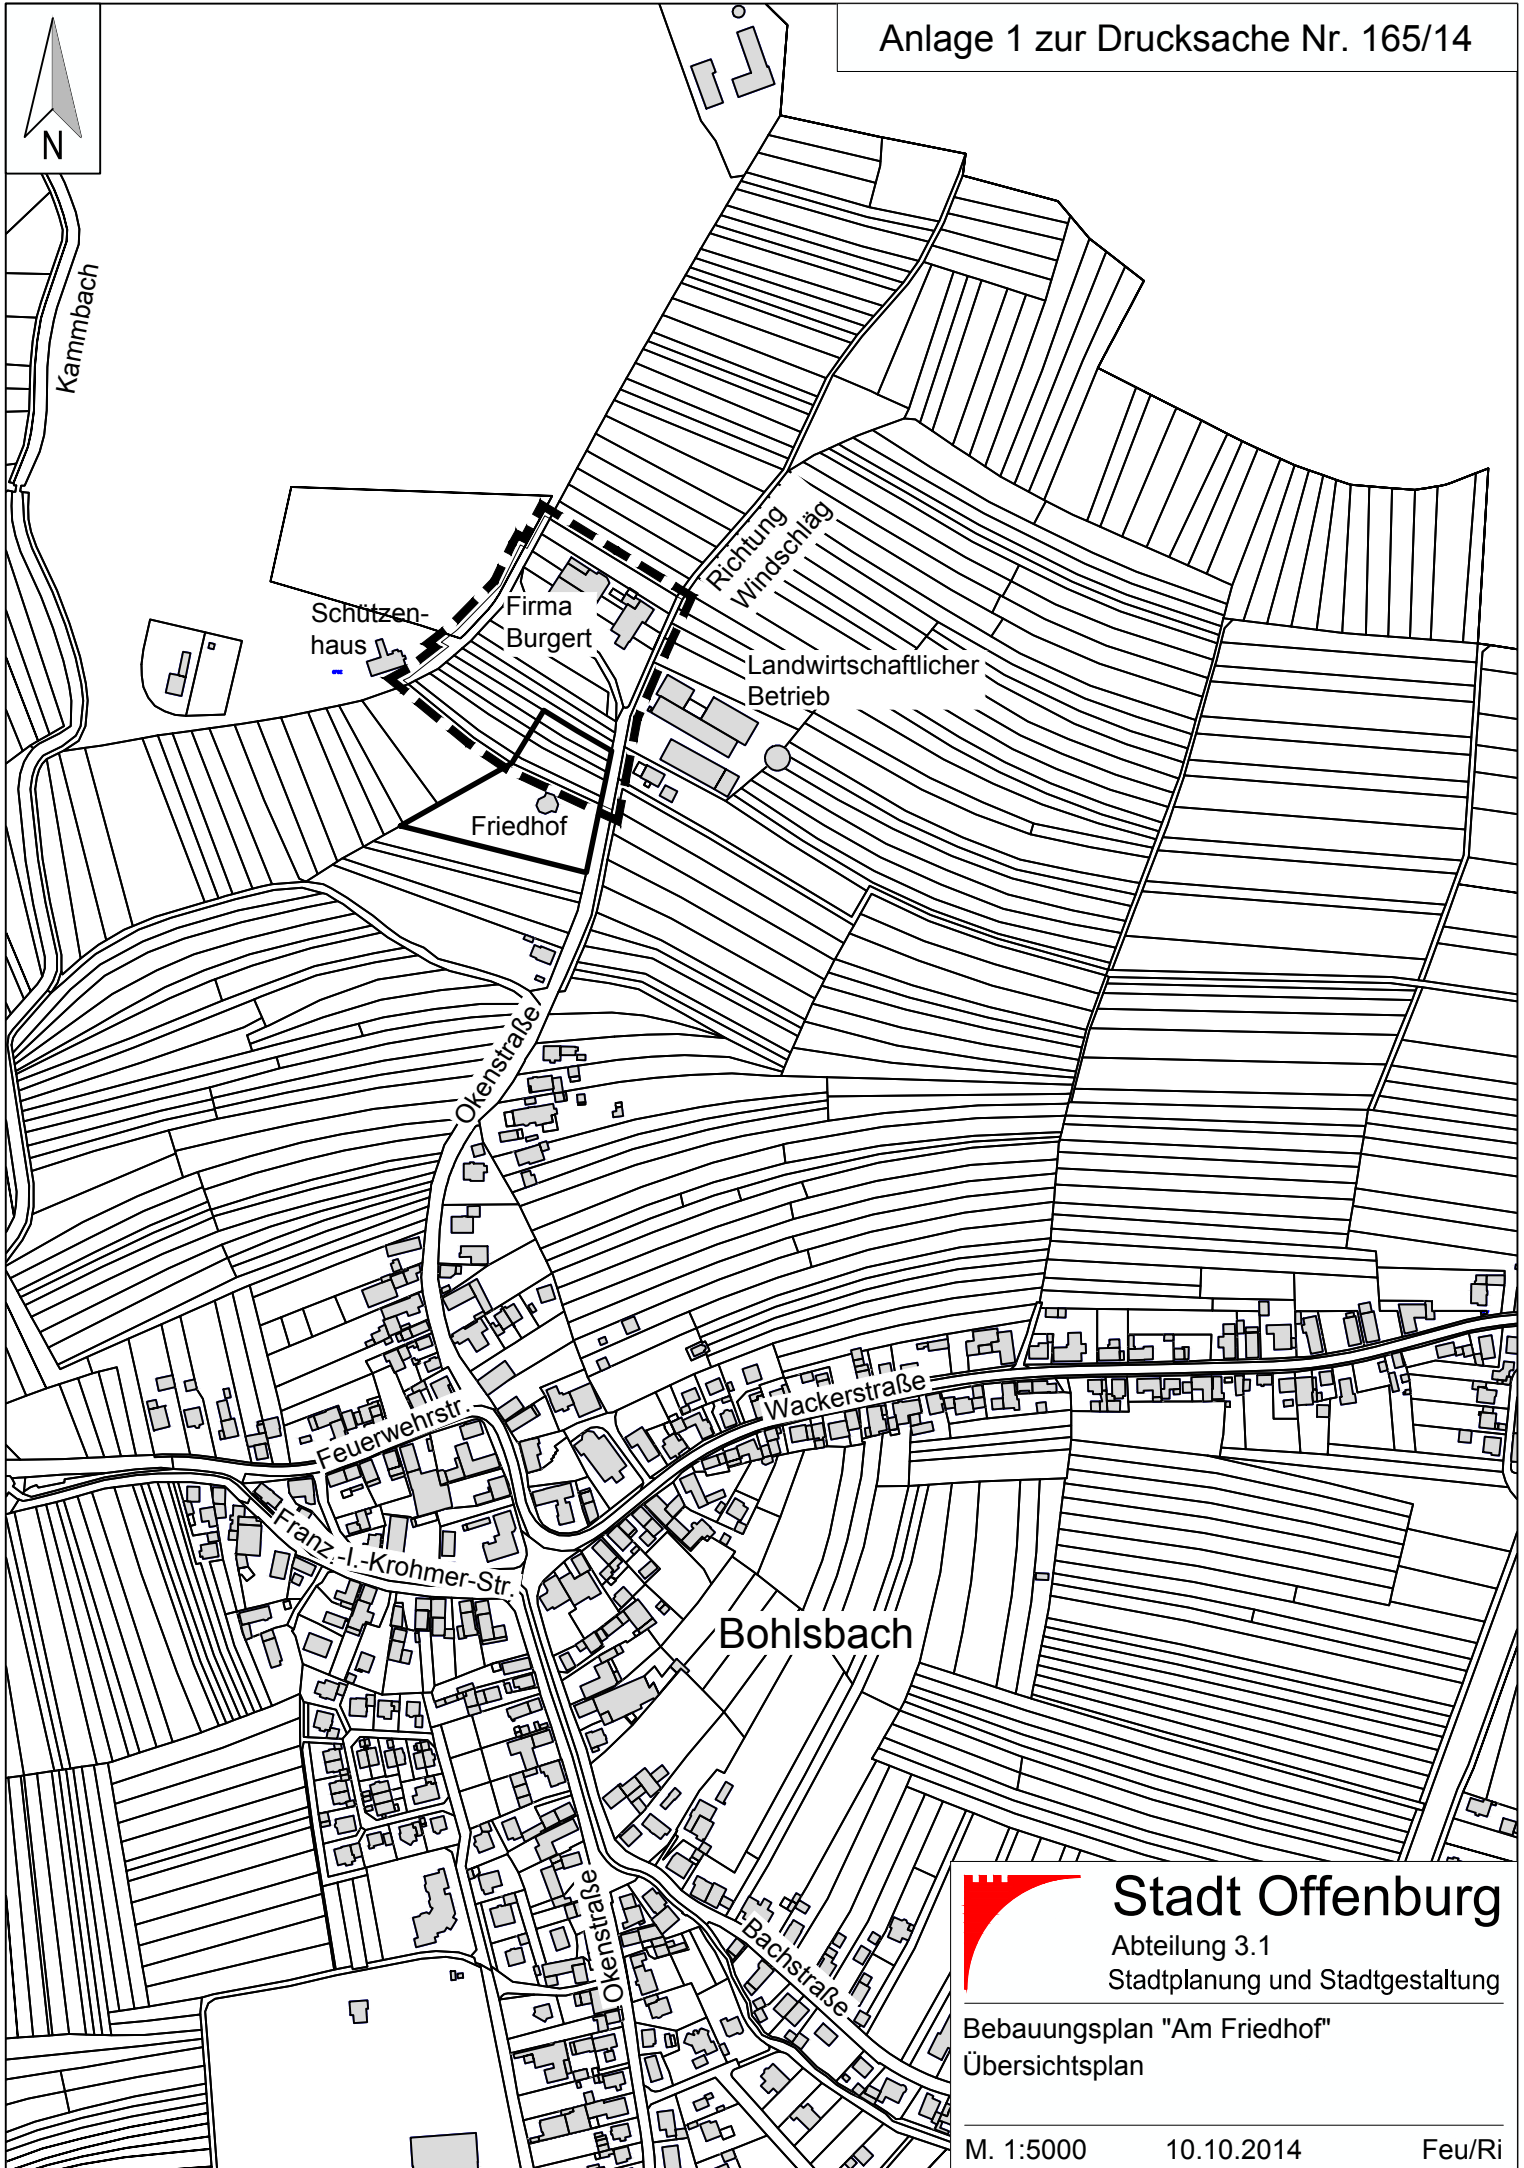 Anlage 1 zur Drucksache Nr. 165/14
N
Kammbach
Richtung
Windschläg
Schützen-
haus
Firma
Burgert
Landwirtschaftlicher
Betrieb
Friedhof
Okenstraße
Wackerstraße
Feuerwehrstr.
Franz.-I.-Krohmer-Str.
Bohlsbach
Okenstraße
Bachstraße
Stadt Offenburg
Abteilung 3.1
Stadtplanung und Stadtgestaltung
Bebauungsplan "Am Friedhof"
Übersichtsplan
M. 1:5000 10.10.2014 Feu/Ri